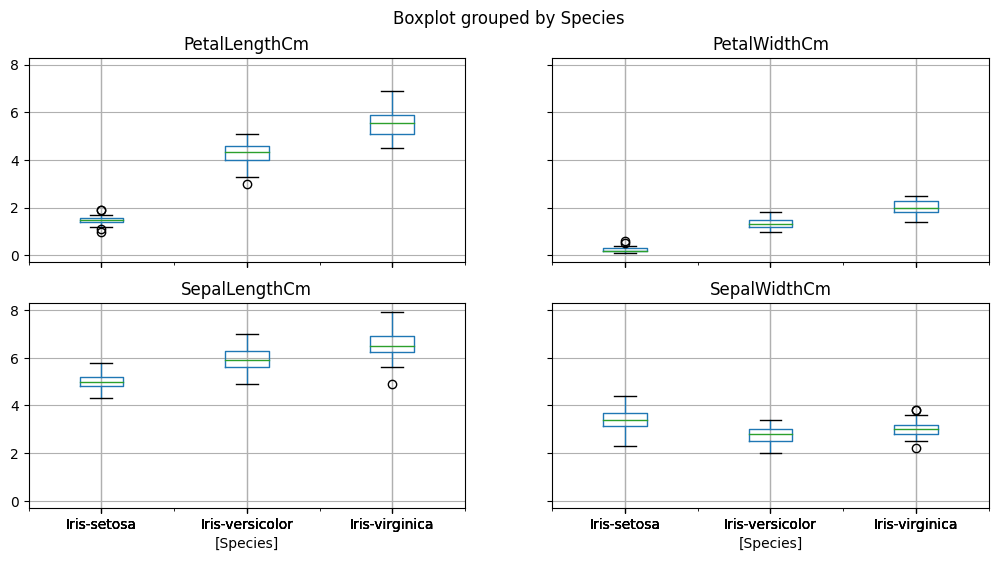 Boxplot grouped by Species
PetalLengthCm
PetalWidthCm
8
6
4
2
0
SepalLengthCm
SepalWidthCm
8
6
4
2
0
Iris-setosa Iris-versicolor Iris-virginica
[Species]
Iris-setosa Iris-versicolor Iris-virginica
[Species]